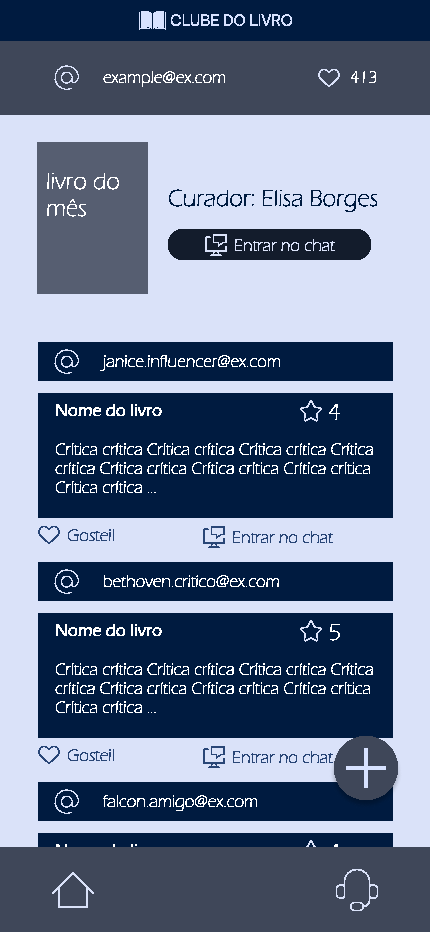 CLUBE DO LIVRO
example@ex.com 413
livro do
mês
Curador: Elisa Borges
Entrar no chat
janice.influencer@ex.com
Nome do livro 4
Crítica crítica Crítica crítica Crítica crítica Crítica
crítica Crítica crítica Crítica crítica Crítica crítica
Crítica crítica ...
Gostei! Entrar no chat
bethoven.critico@ex.com
Nome do livro 5
Crítica crítica Crítica crítica Crítica crítica Crítica
crítica Crítica crítica Crítica crítica Crítica crítica
Crítica crítica ...
Gostei! Entrar no chat
falcon.amigo@ex.com